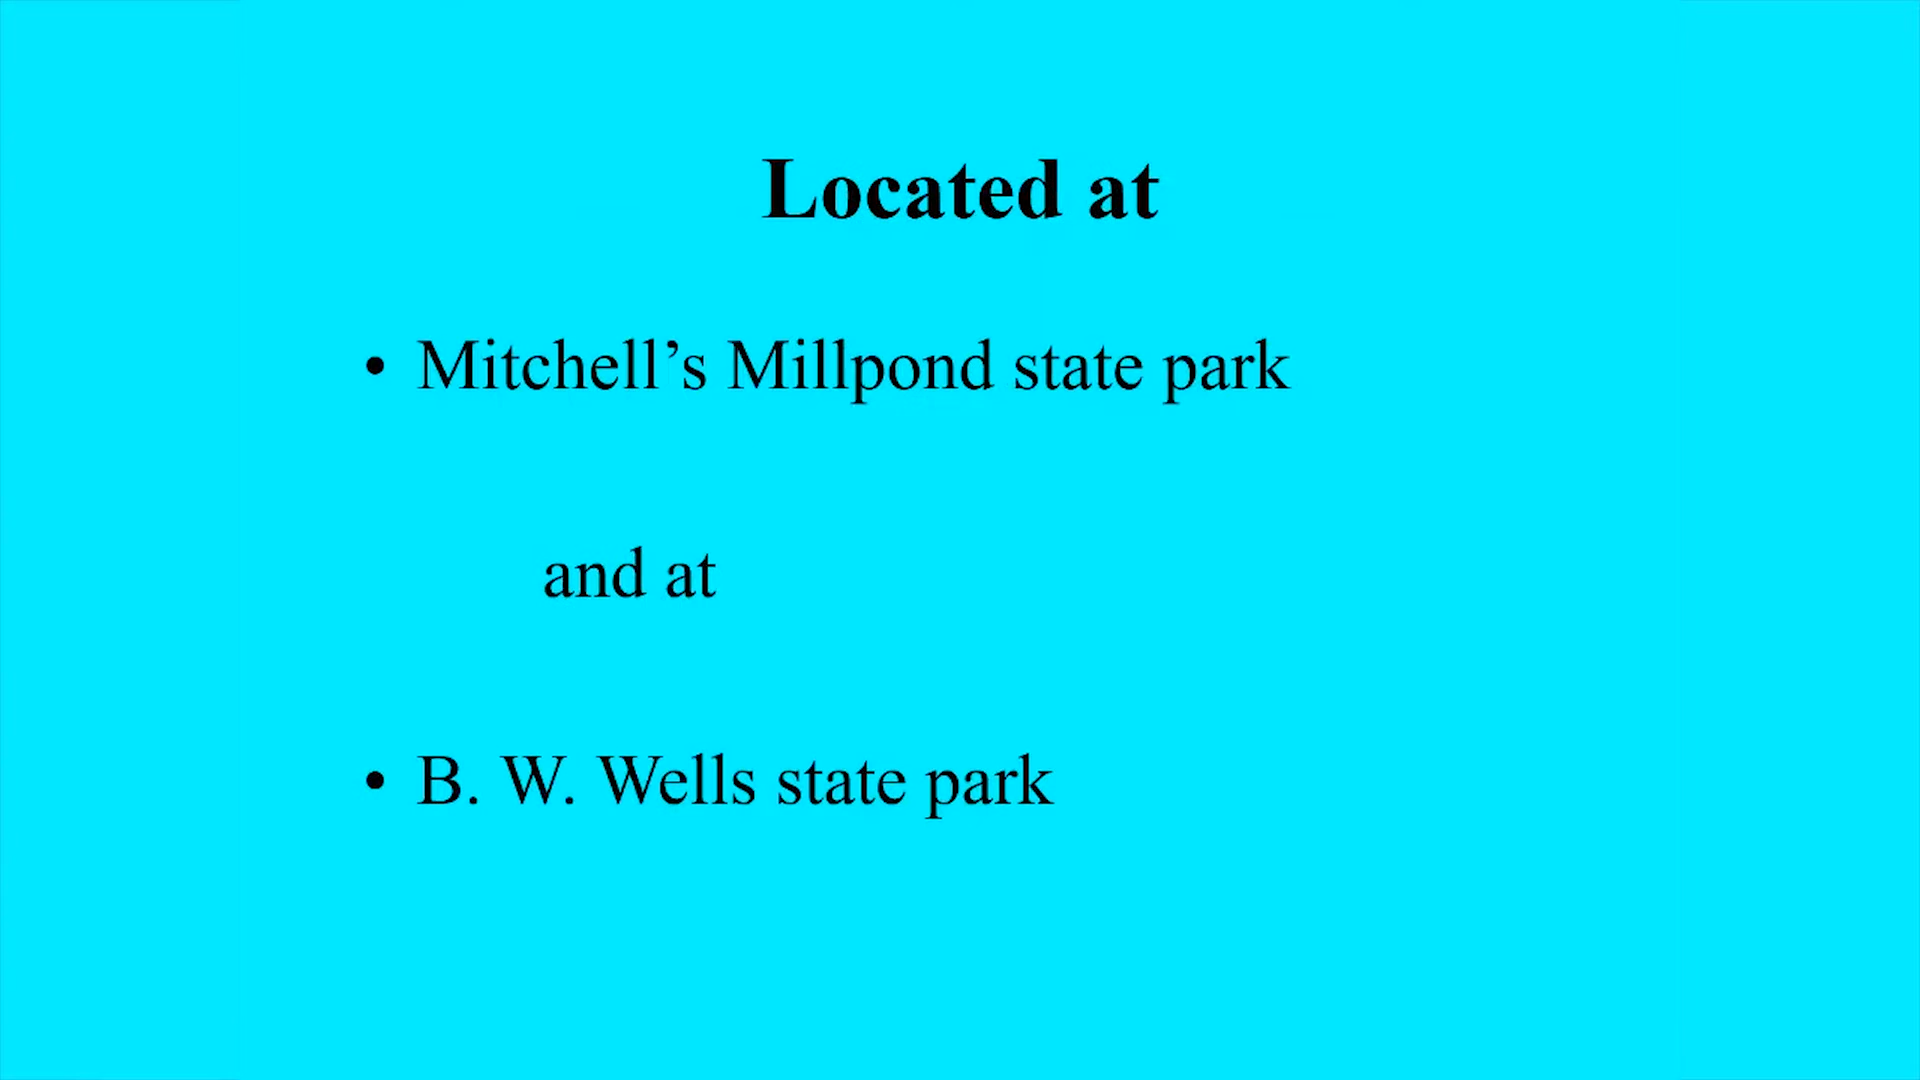 Located at
• Mitchell’s Millpond state park
and at
• B. W. Wells state park